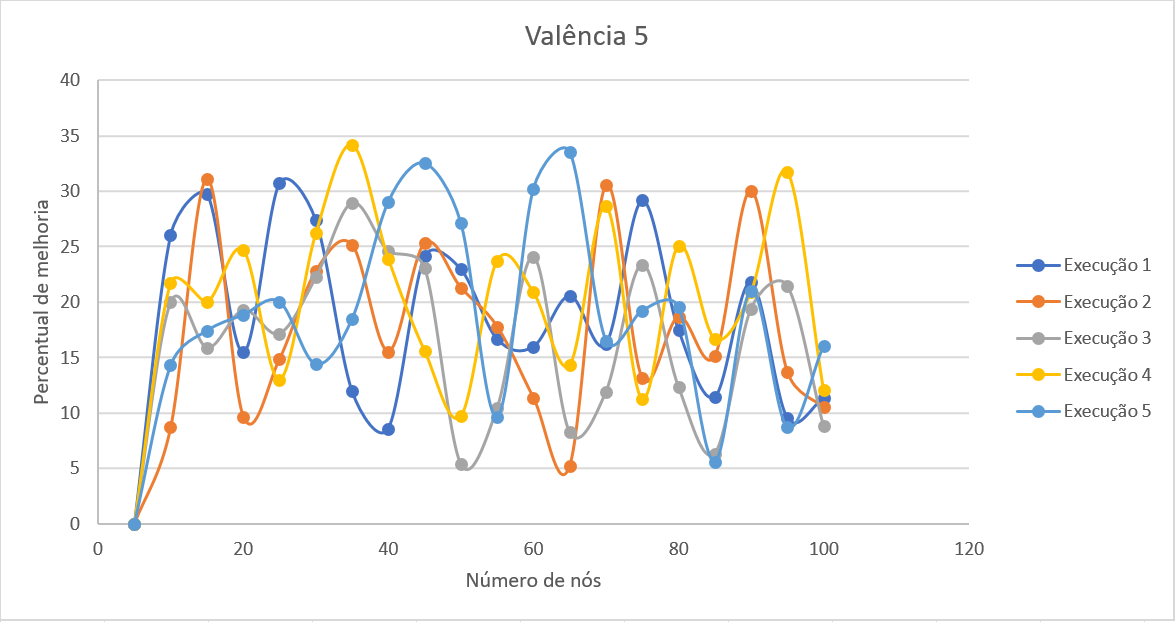 Valência 5
40
35
30
25
20
15
10
5
0
Percentual de melhoria
0 20 40 60 80 100 120
Número de nós
Execução 1
Execução 2
Execução 3
Execução 4
Execução 5